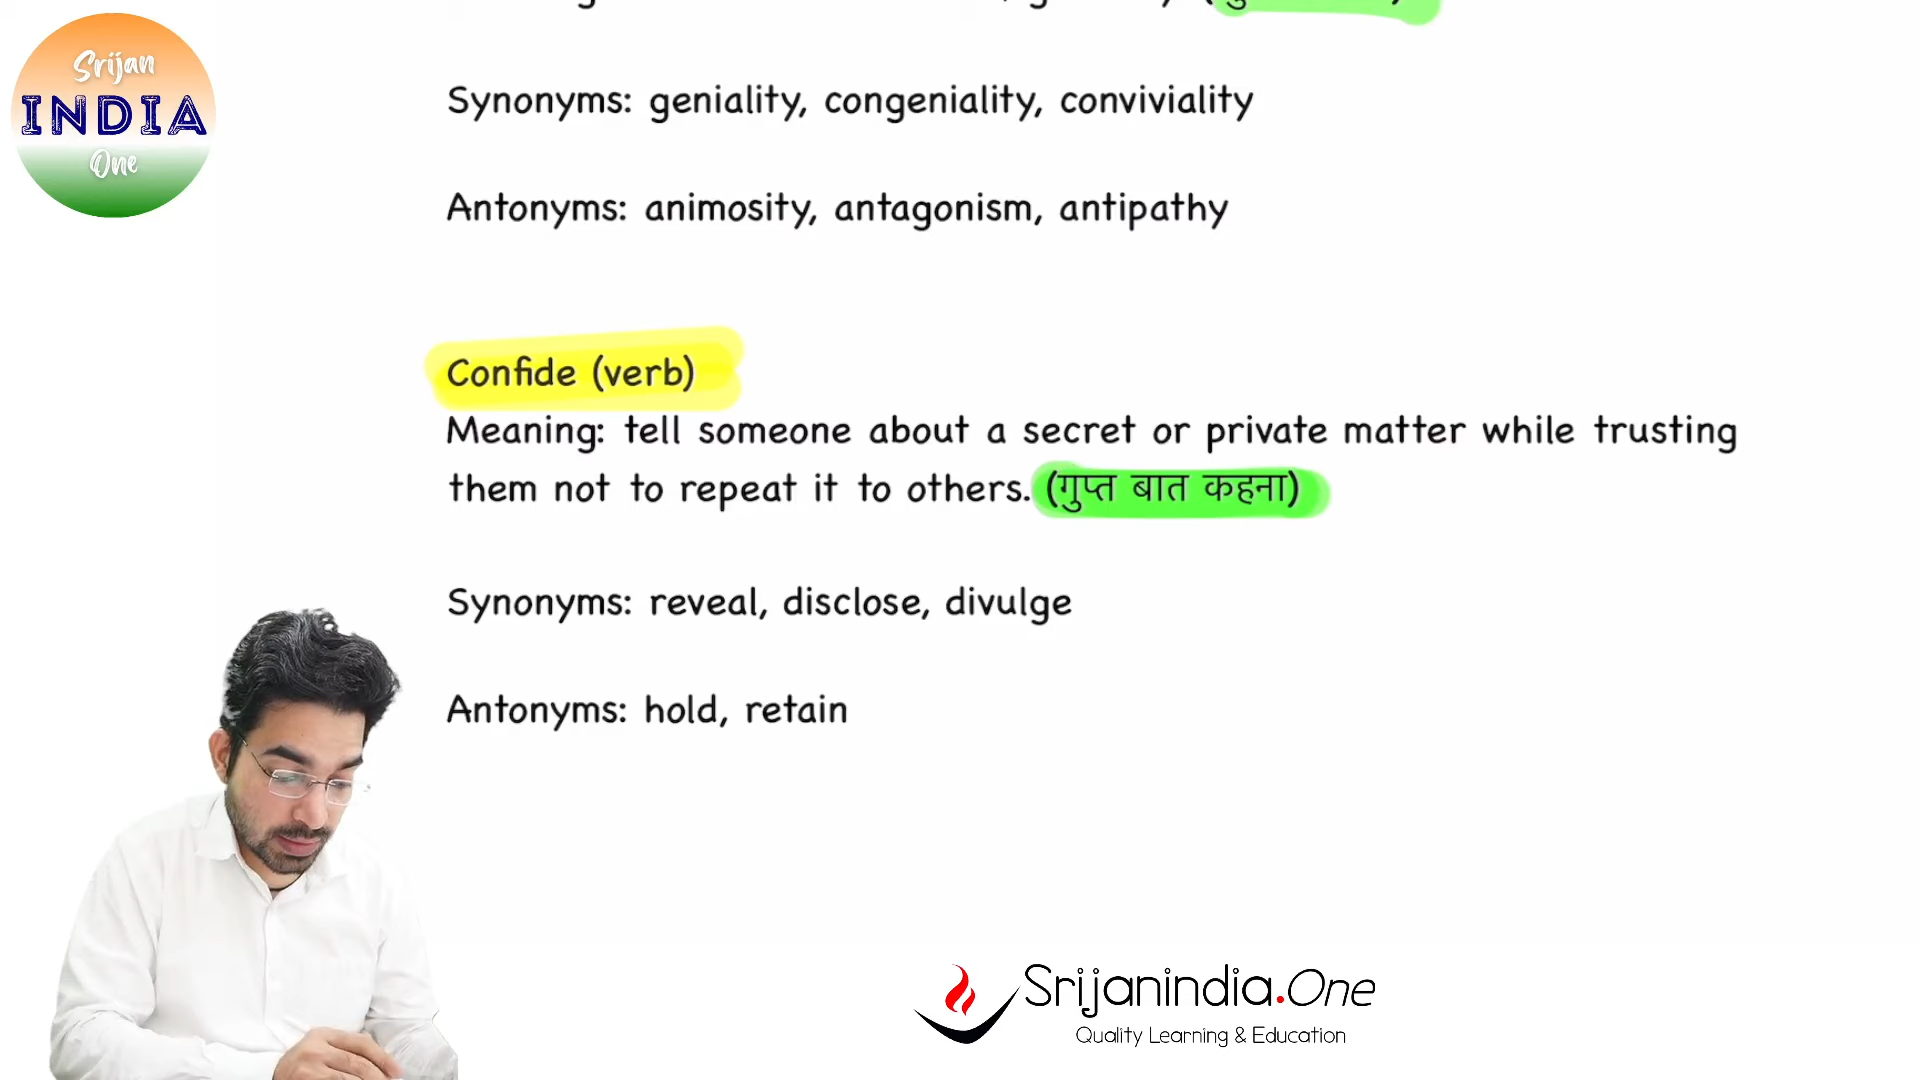 Srijan
INDIA
One
Synonyms: geniality, congeniality, conviviality
Antonyms: animosity, antagonism, antipathy
Confide (verb)
Meaning: tell someone about a secret or private matter while trusting
them not to repeat it to others. (गुप्त बात कहना)
Synonyms: reveal, disclose, divulge
Antonyms: hold, retain
Srijanindia.One
Quality Learning & Education